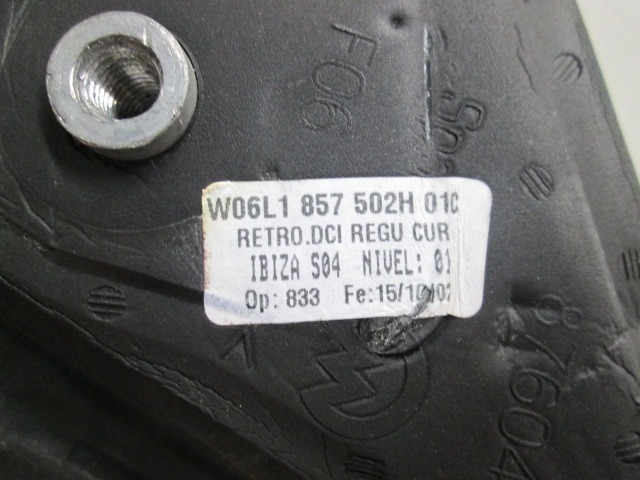 F06
W06L1 857 502H 01C
RETRO.DCI REGU CUR
IBIZA S04 NIVEL: 01
Op: 833 Fe:15/10/02
87604